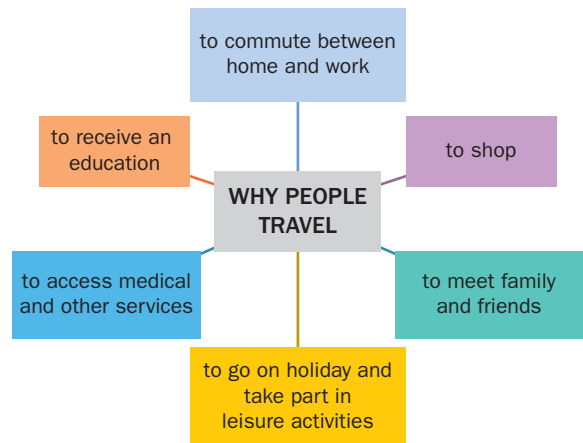 to commute between
home and work
to receive an
education
to shop
WHY PEOPLE
TRAVEL
to access medical
and other services
to meet family
and friends
to go on holiday and
take part in
leisure activities